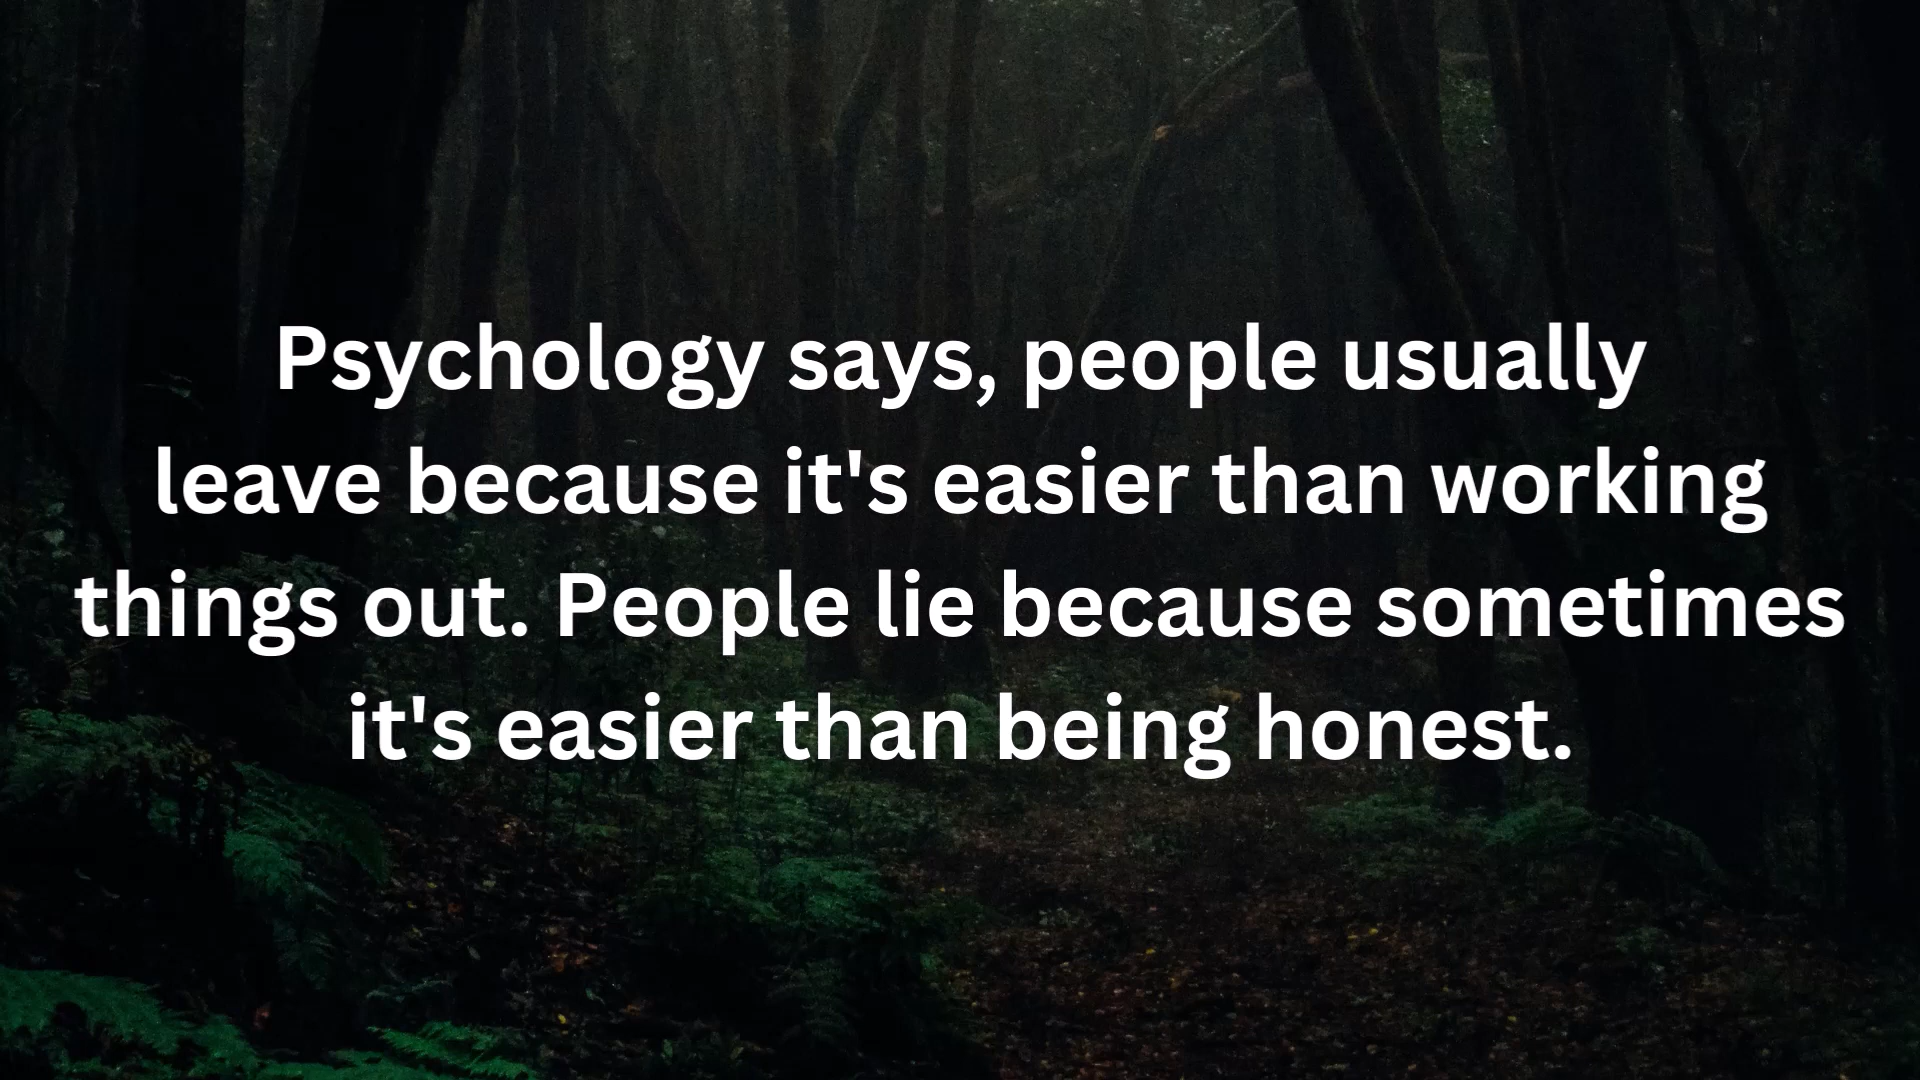 Psychology says, people usually
leave because it's easier than working
things out. People lie because sometimes
it's easier than being honest.